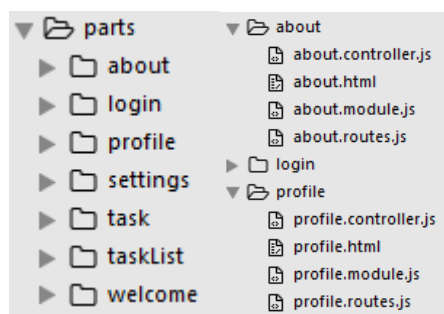 parts
about
login
profile
settings
task
taskList
welcome
about
about.controller.js
about.html
about.module.js
about.routes.js
login
profile
profile.controller.js
profile.html
profile.module.js
profile.routes.js